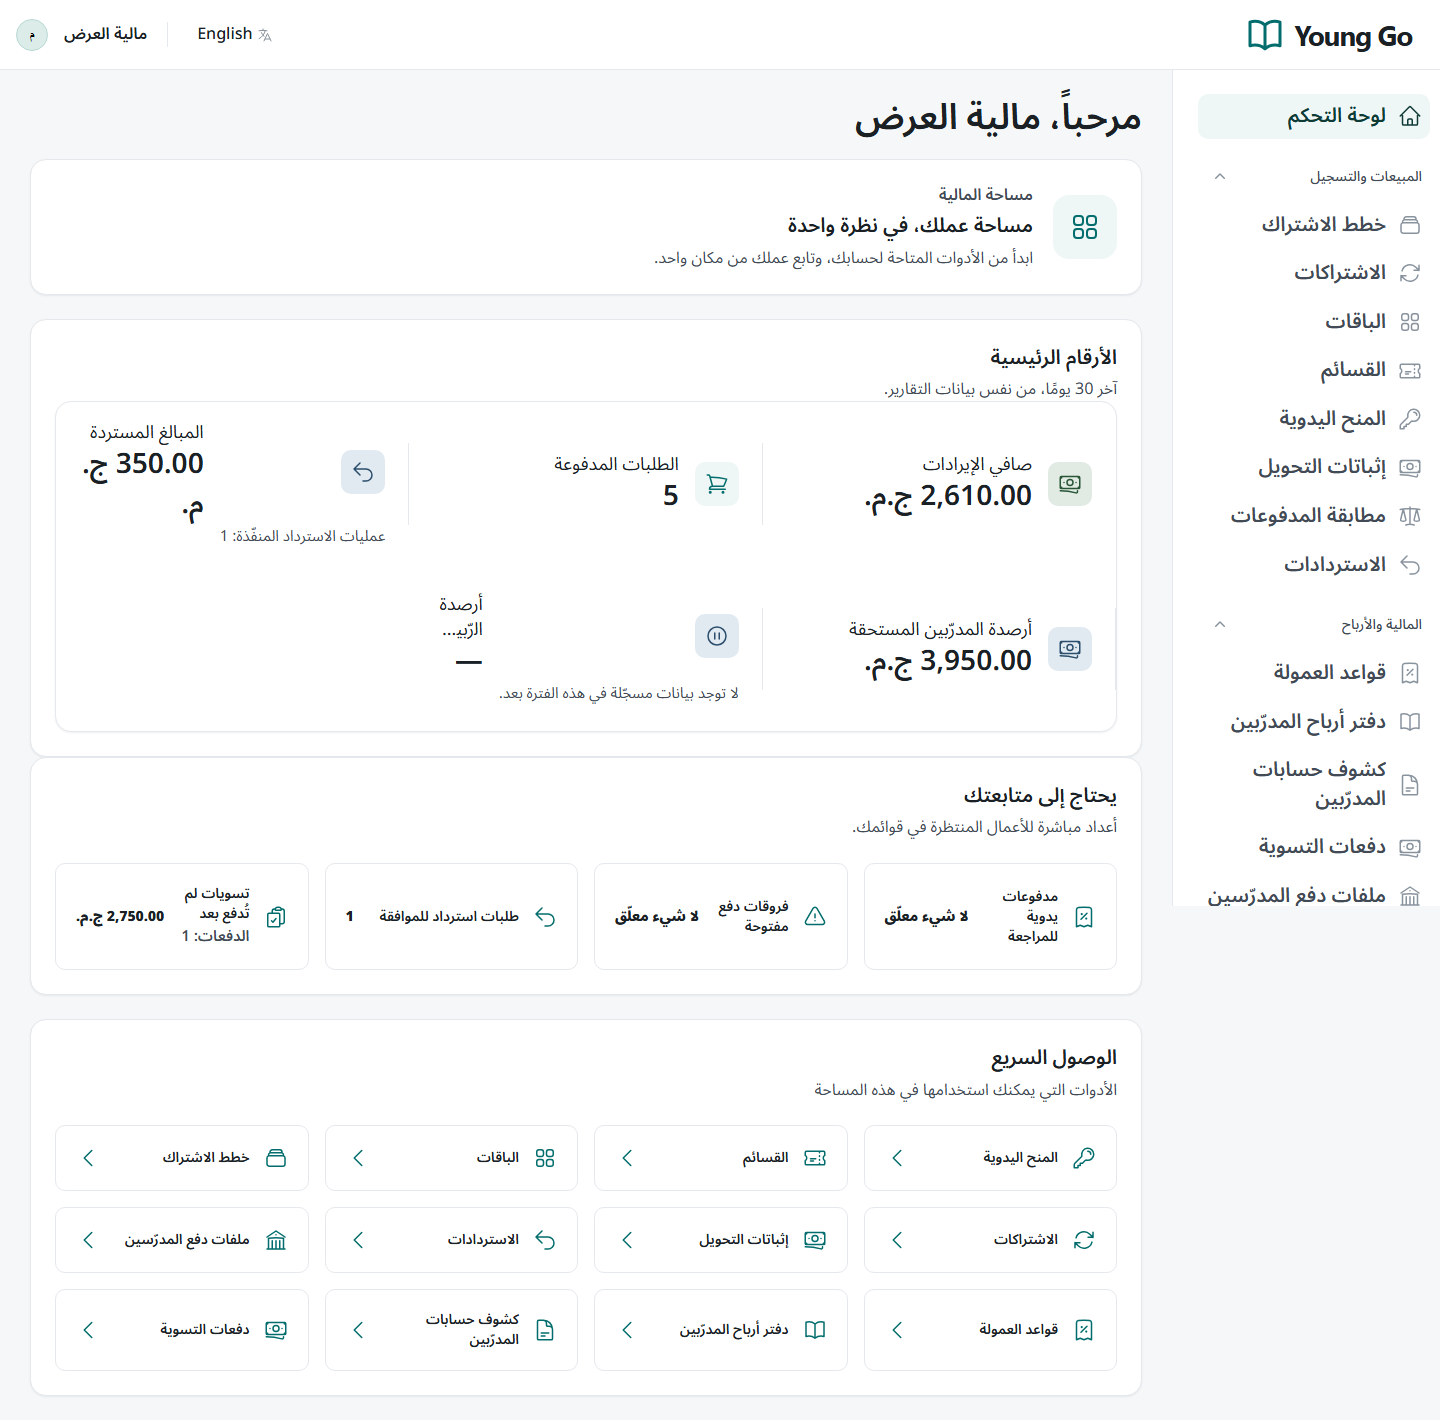 Young Go
English
مالية العرض
م
لوحة التحكم
المبيعات والتسجيل
خطط الاشتراك
الاشتراكات
الباقات
القسائم
المنح اليدوية
إثباتات التحويل
مطابقة المدفوعات
الاستردادات
المالية والأرباح
قواعد العمولة
دفتر أرباح المدرّبين
كشوف حسابات
المدرّبين
دفعات التسوية
ملفات دفع المدرّسين
مرحباً، مالية العرض
مساحة المالية
مساحة عملك، في نظرة واحدة
ابدأ من الأدوات المتاحة لحسابك، وتابع عملك من مكان واحد.
الأرقام الرئيسية
آخر 30 يومًا، من نفس بيانات التقارير.
صافي الإيرادات
2,610.00 ج.م.
الطلبات المدفوعة
5
المبالغ المستردة
350.00 ج.
م.
عمليات الاسترداد المنفّذة: 1
أرصدة المدرّبين المستحقة
3,950.00 ج.م.
أرصدة
الرّبيـ...
—
لا توجد بيانات مسجّلة في هذه الفترة بعد.
يحتاج إلى متابعتك
أعداد مباشرة للأعمال المنتظرة في قوائمك.
مدفوعات
يدوية
للمراجعة
لا شيء معلّق
فروقات دفع
مفتوحة
لا شيء معلّق
طلبات استرداد للموافقة
1
تسويات لم
تُدفع بعد
الدفعات: 1
2,750.00 ج.م.
الوصول السريع
الأدوات التي يمكنك استخدامها في هذه المساحة
المنح اليدوية
القسائم
الباقات
خطط الاشتراك
الاشتراكات
إثباتات التحويل
الاستردادات
ملفات دفع المدرّسين
قواعد العمولة
دفتر أرباح المدرّبين
كشوف حسابات
المدرّبين
دفعات التسوية